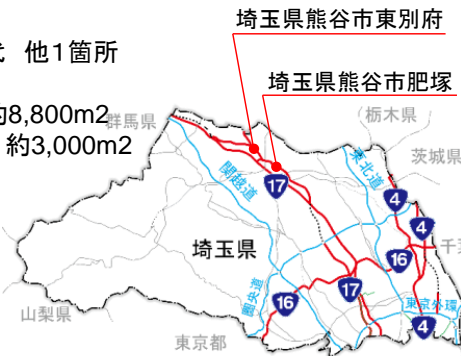 埼玉県熊谷市東別府
他1箇所
埼玉県熊谷市肥塚
8,800m2
約3,000m2
群馬県
栃木県
茨城県
関越道
東北道
17
4
4
埼玉県
16
圏央道
16
17
東京外環
4
山梨県
東京都